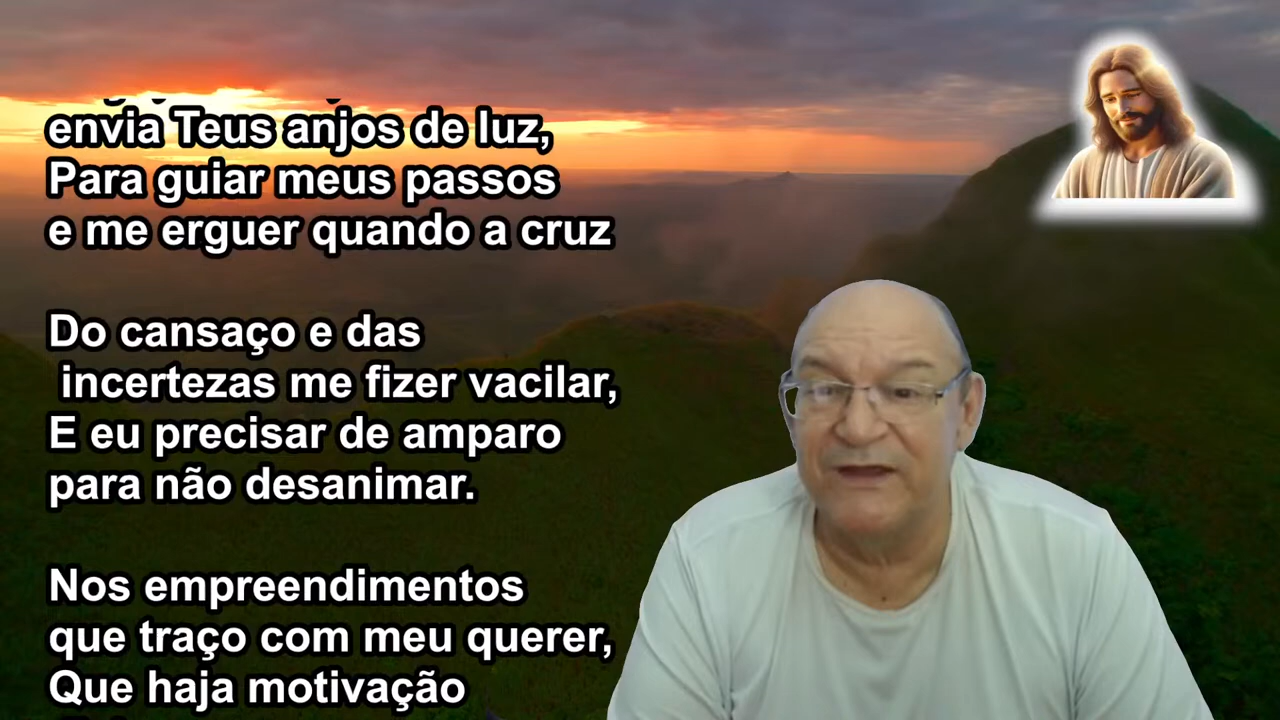 envia Teus anjos de luz,
Para guiar meus passos
e me erguer quando a cruz
Do cansaço e das
incertezas me fizer vacilar,
E eu precisar de amparo
para não desanimar.
Nos empreendimentos
que traço com meu querer,
Que haja motivação